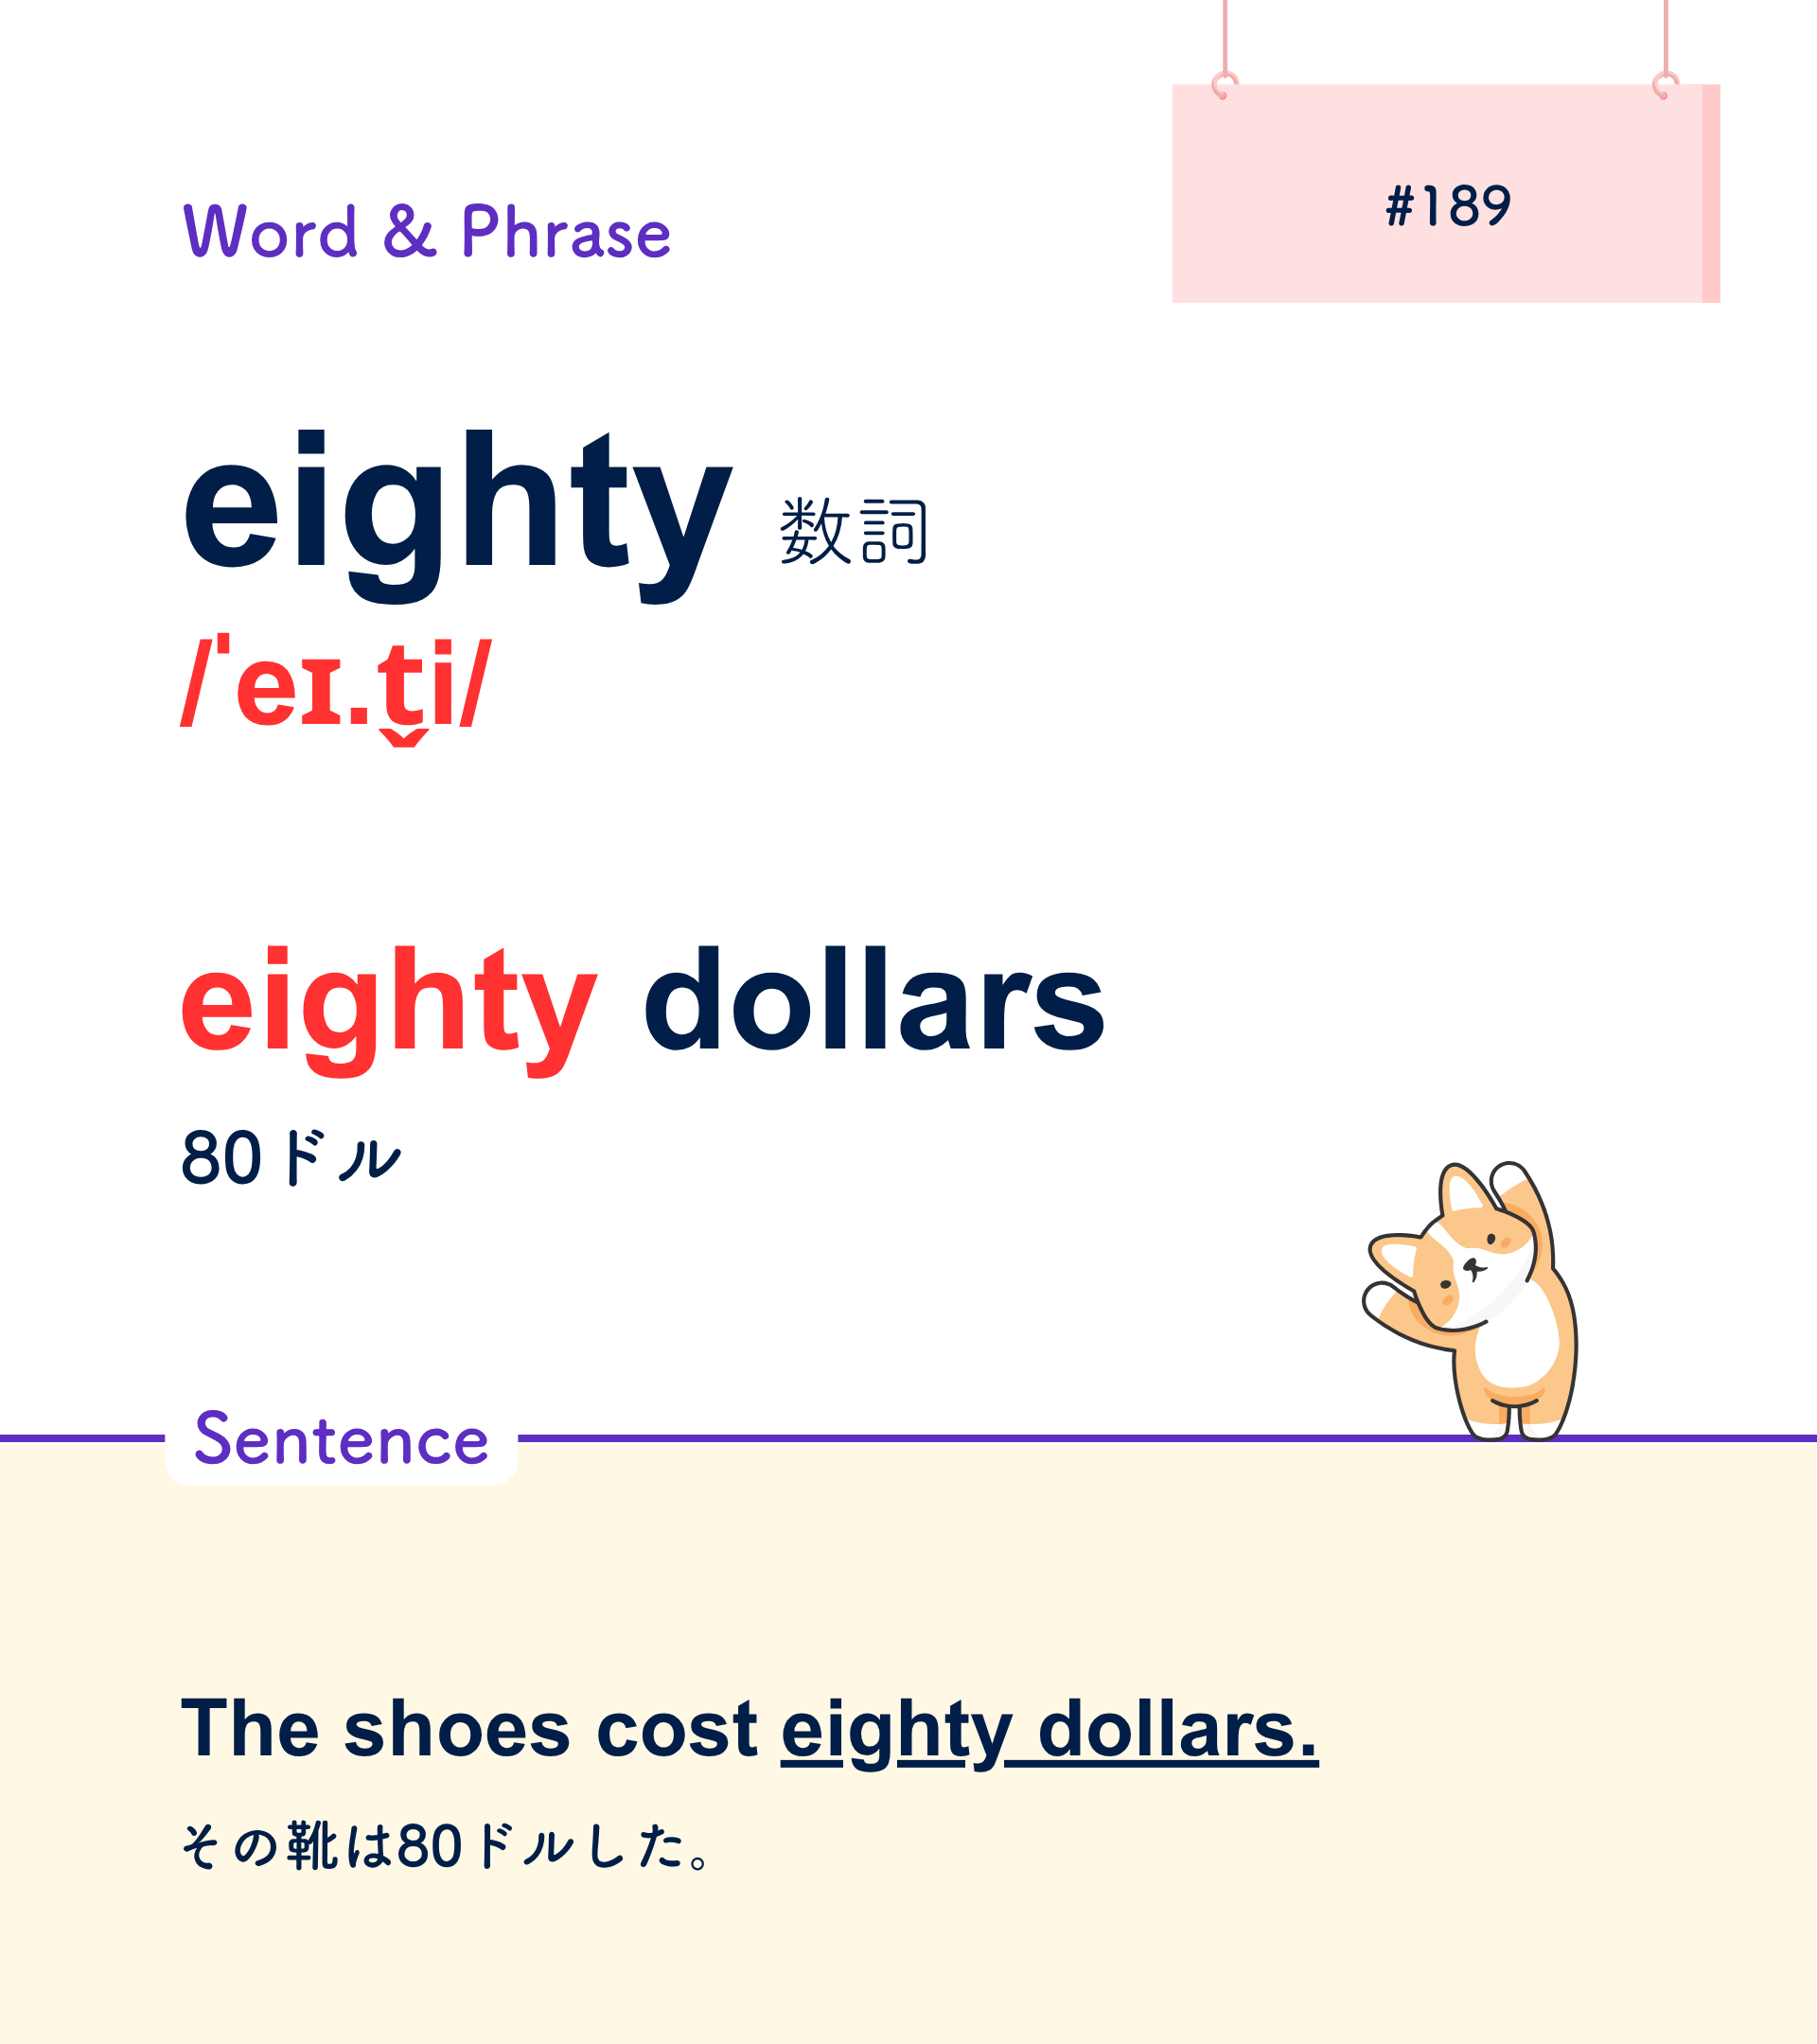 #189
Word & Phrase
eighty 数詞
/ˈeɪ.t̬i/
eighty dollars
80ドル
Sentence
The shoes cost eighty dollars.
その靴は80ドルした。